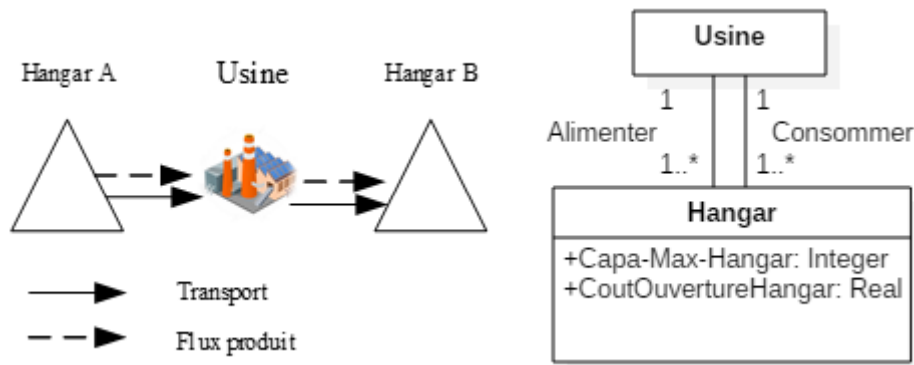 Hangar A
Usine
Hangar B
Transport
Flux produit
Usine
1
1
Alimenter
Consommer
1..*
1..*
Hangar
+Capa-Max-Hangar: Integer
+CoutOuvertureHangar: Real